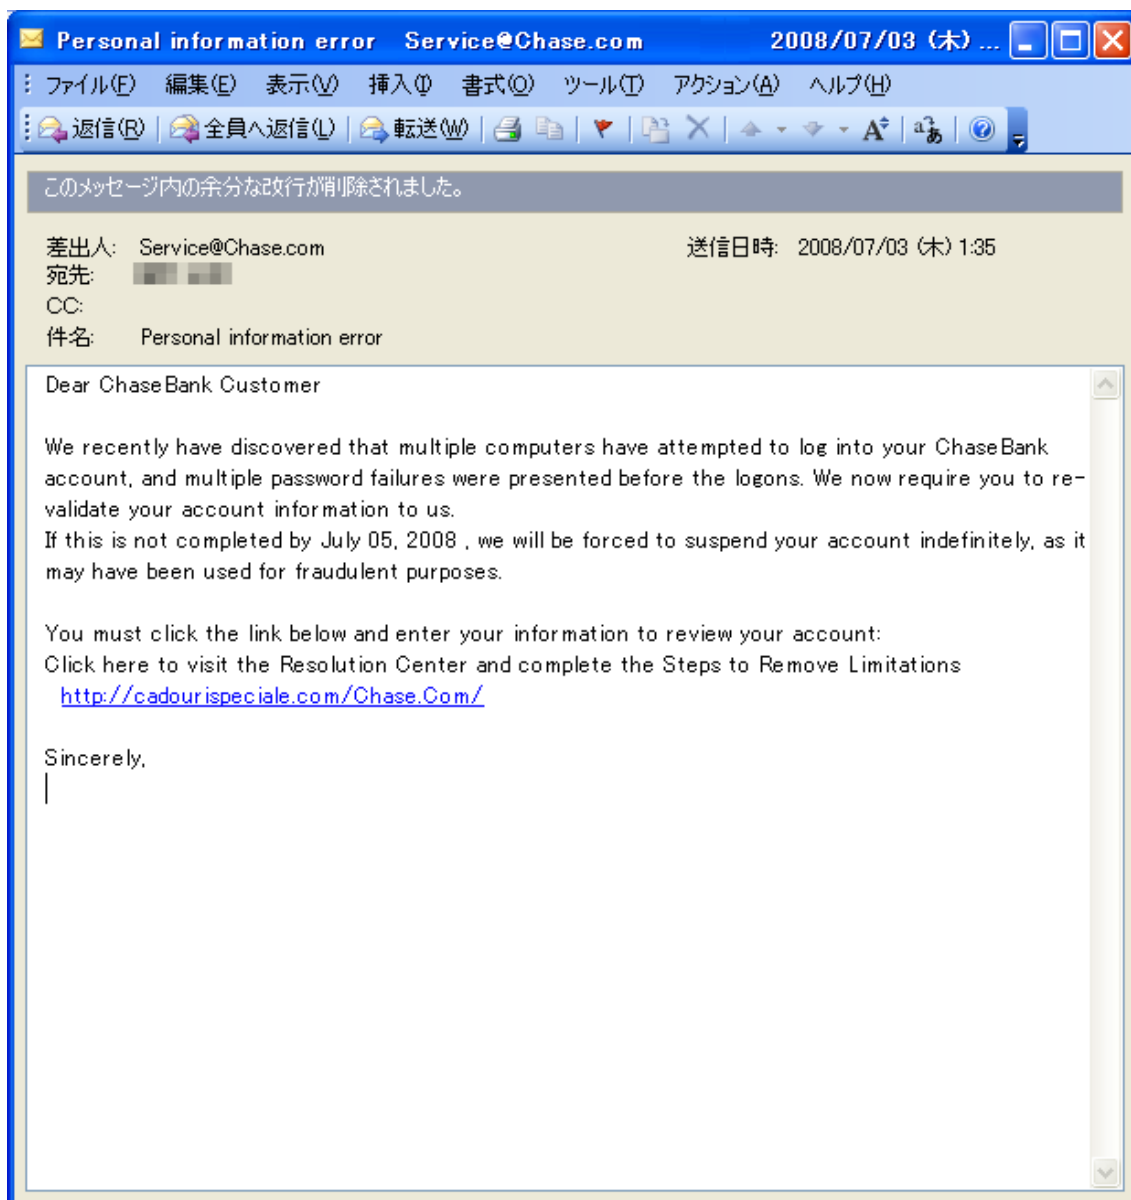 Personal information error Service@Chase.com 2008/07/03 (木) ...
ファイル(F) 編集(E) 表示(V) 挿入(I) 書式(O) ツール(T) アクション(A) ヘルプ(H)
返信(R) 全員へ返信(L) 転送(W)
このメッセージ内の余分な改行が削除されました。
差出人: Service@Chase.com 送信日時: 2008/07/03 (木) 1:35
宛先:
CC:
件名: Personal information error
Dear ChaseBank Customer
We recently have discovered that multiple computers have attempted to log into your ChaseBank
account, and multiple password failures were presented before the logons. We now require you to re-
validate your account information to us.
If this is not completed by July 05, 2008 , we will be forced to suspend your account indefinitely, as it
may have been used for fraudulent purposes.
You must click the link below and enter your information to review your account:
Click here to visit the Resolution Center and complete the Steps to Remove Limitations
http://cadourispeciale.com/Chase.Com/
Sincerely,